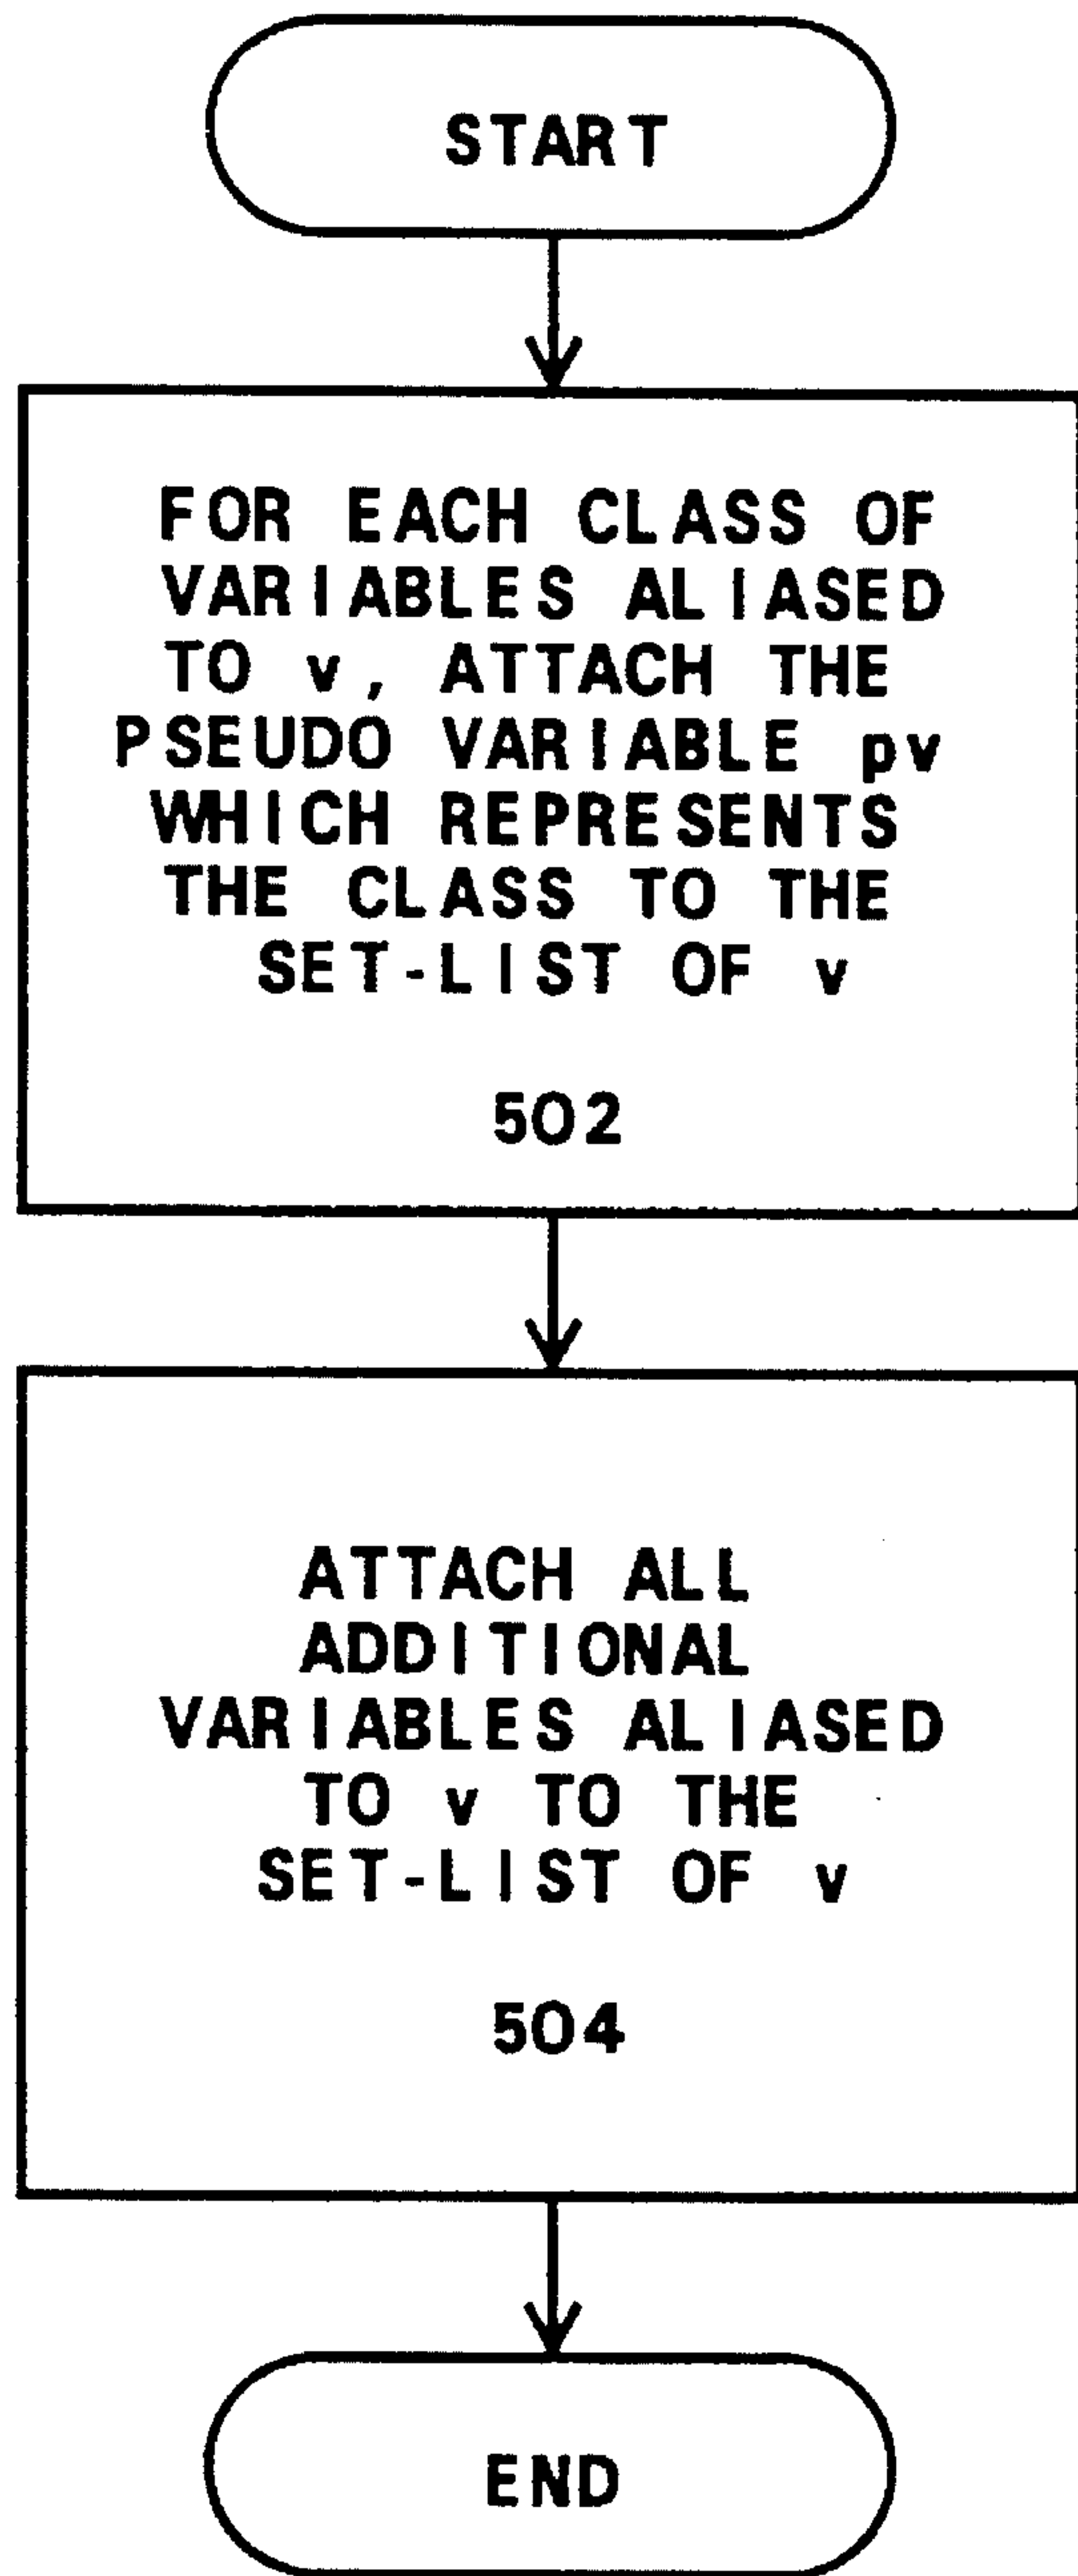 START
FOR EACH CLASS OF
VARIABLES ALIASED
TO v, ATTACH THE
PSEUDO VARIABLE pv
WHICH REPRESENTS
THE CLASS TO THE
SET-LIST OF v
502
ATTACH ALL
ADDITIONAL
VARIABLES ALIASED
TO v TO THE
SET-LIST OF v
504
END